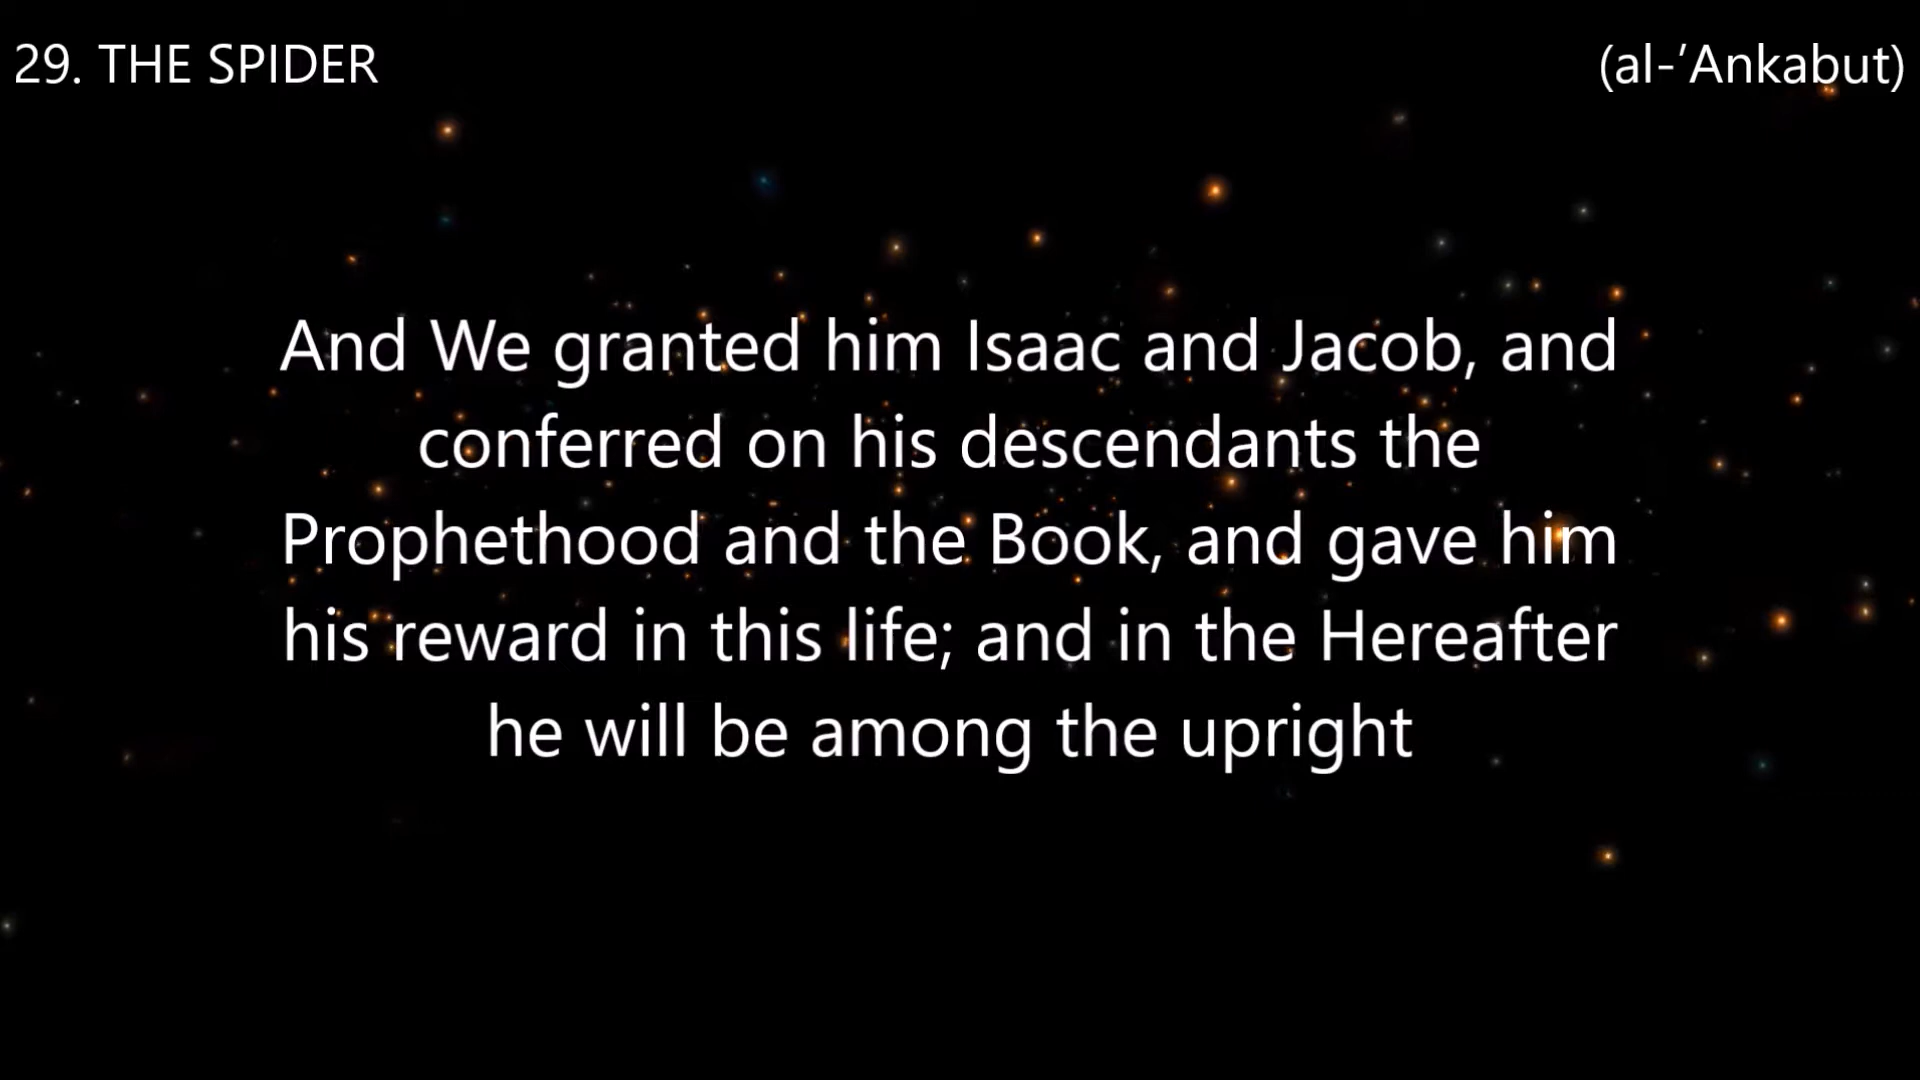 29. THE SPIDER
(al-’Ankabut)
And We granted him Isaac and Jacob, and
conferred on his descendants the
Prophethood and the Book, and gave him
his reward in this life; and in the Hereafter
he will be among the upright